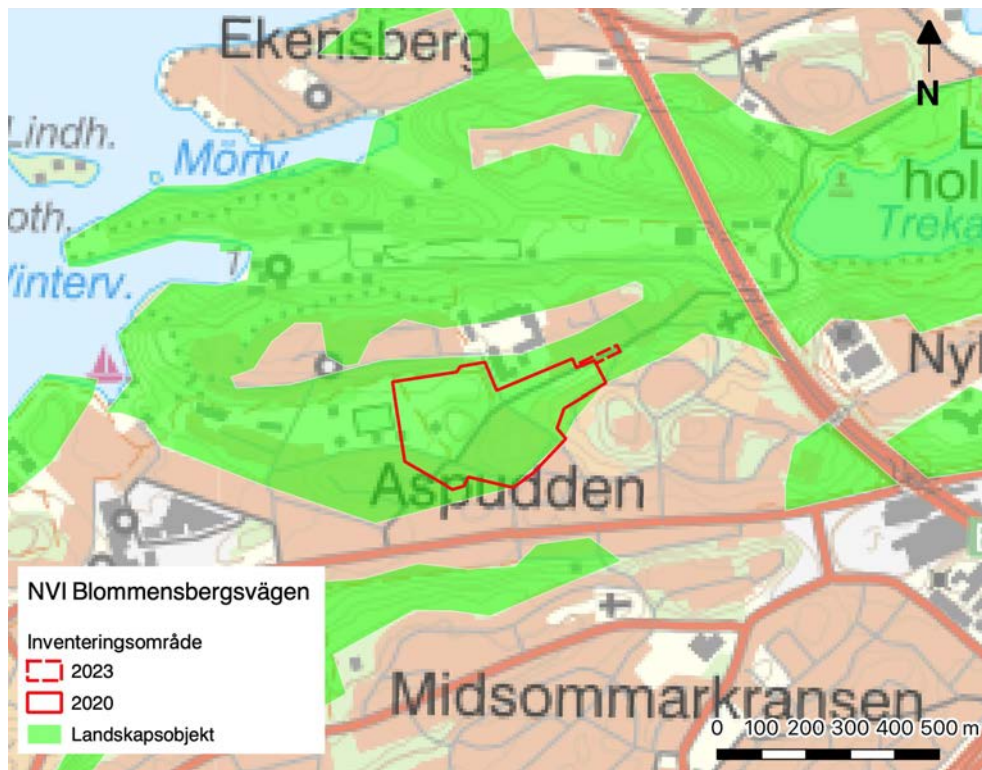 Ekensberg
N
Lindh.
Mörtv.
L
hol
oth.
Treka
T
Vinterv.
Nyl
Aspudden
E
NVI Blommensbergsvägen
Inventeringsområde
2023
2020
Landskapsobjekt
Midsommarkransen
0 100 200 300 400 500 m